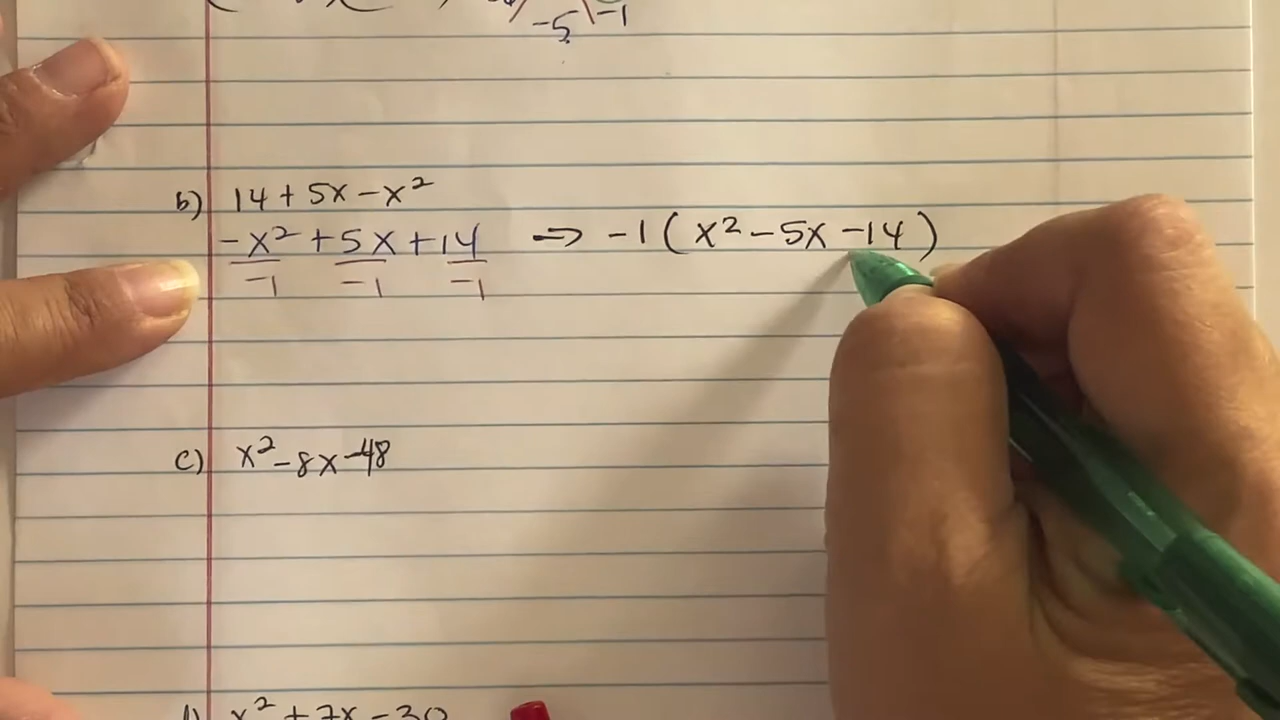 -5 -1
b) 14 + 5x - x²
-x² + 5x + 14 ⇒ -1 ( x² - 5x - 14 )
-1 -1 -1
c) x² - 8x - 48
d) x² + 7x - 30